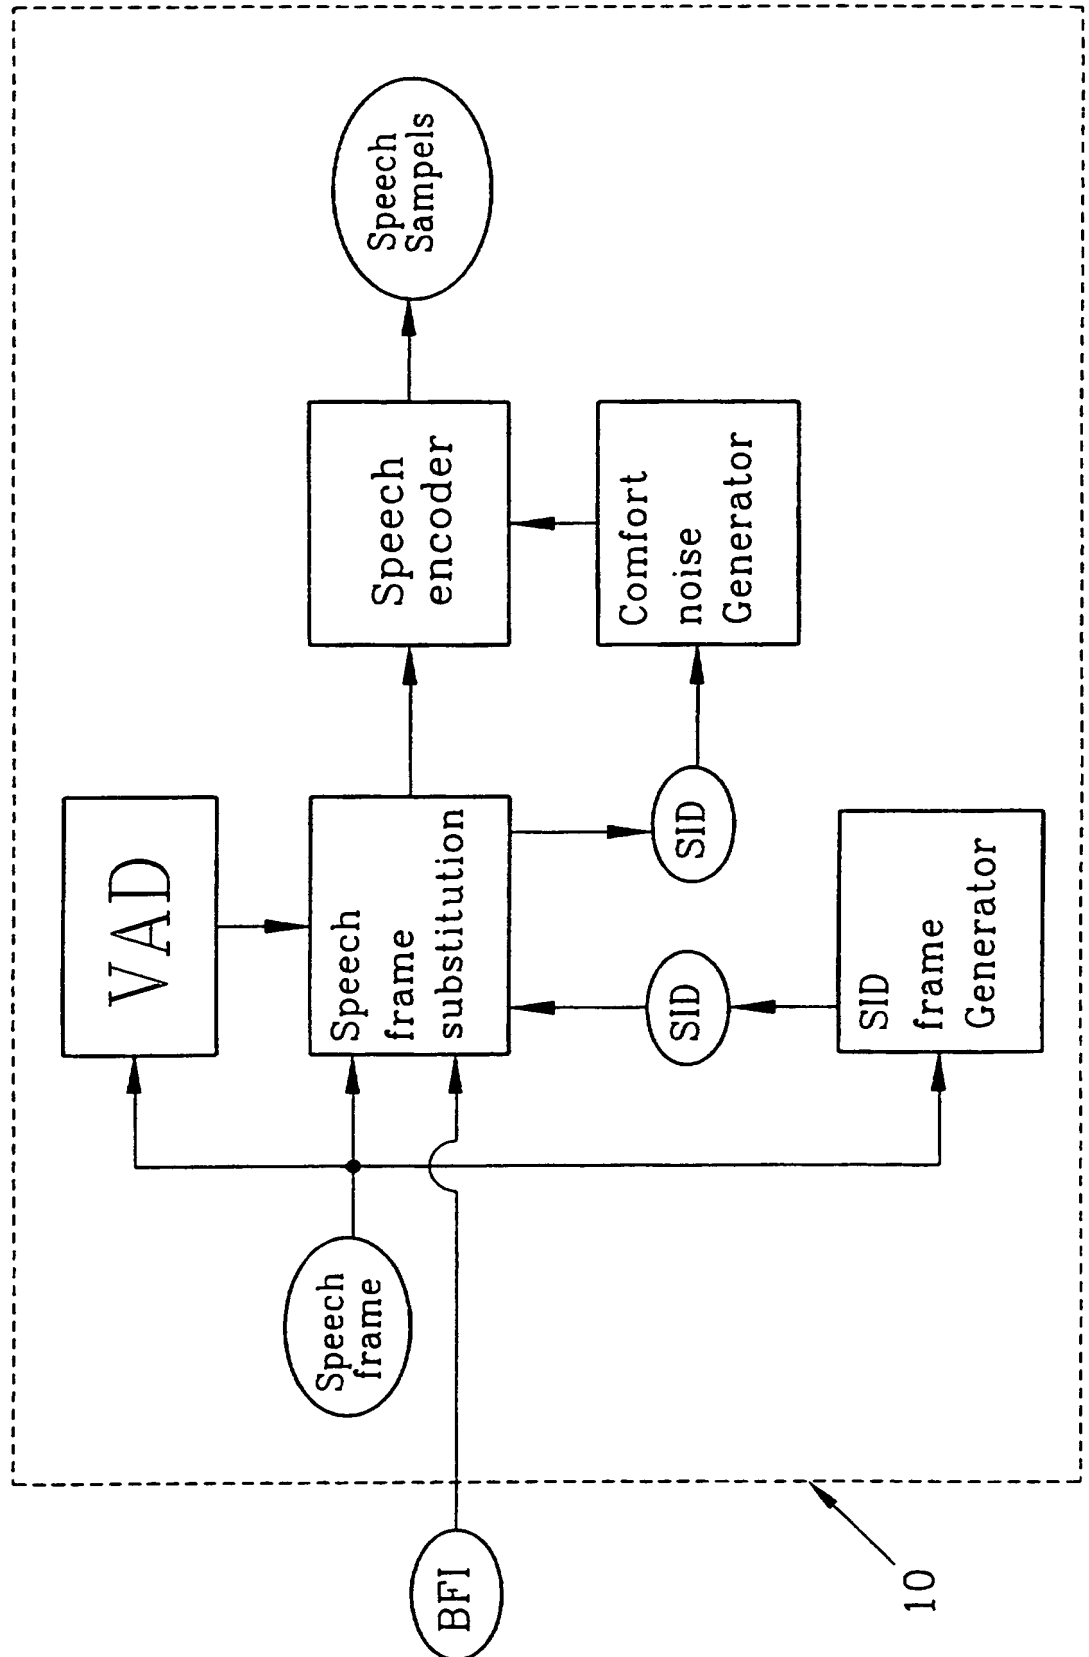 VAD
Speech
frame
substitution
Speech
encoder
Speech
Sampels
Speech
frame
BFI
SID
SID
Comfort
noise
Generator
SID
frame
Generator
10